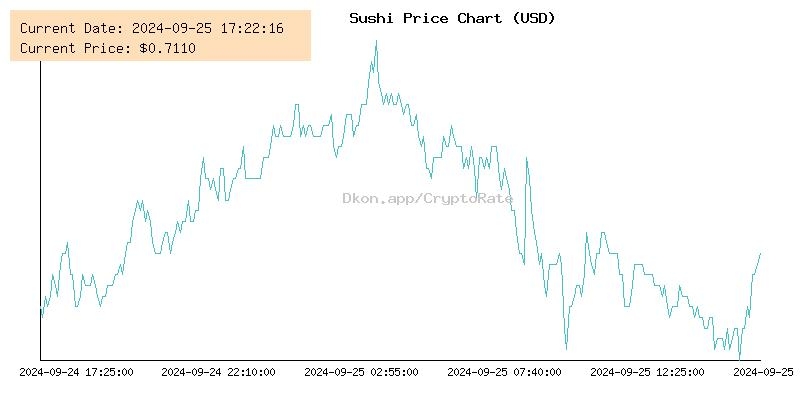 Sushi Price Chart (USD)
Current Date: 2024-09-25 17:22:16
Current Price: $0.7110
Dkon.app/CryptoRate
2024-09-24 17:25:00
2024-09-24 22:10:00
2024-09-25 02:55:00
2024-09-25 07:40:00
2024-09-25 12:25:00
2024-09-25